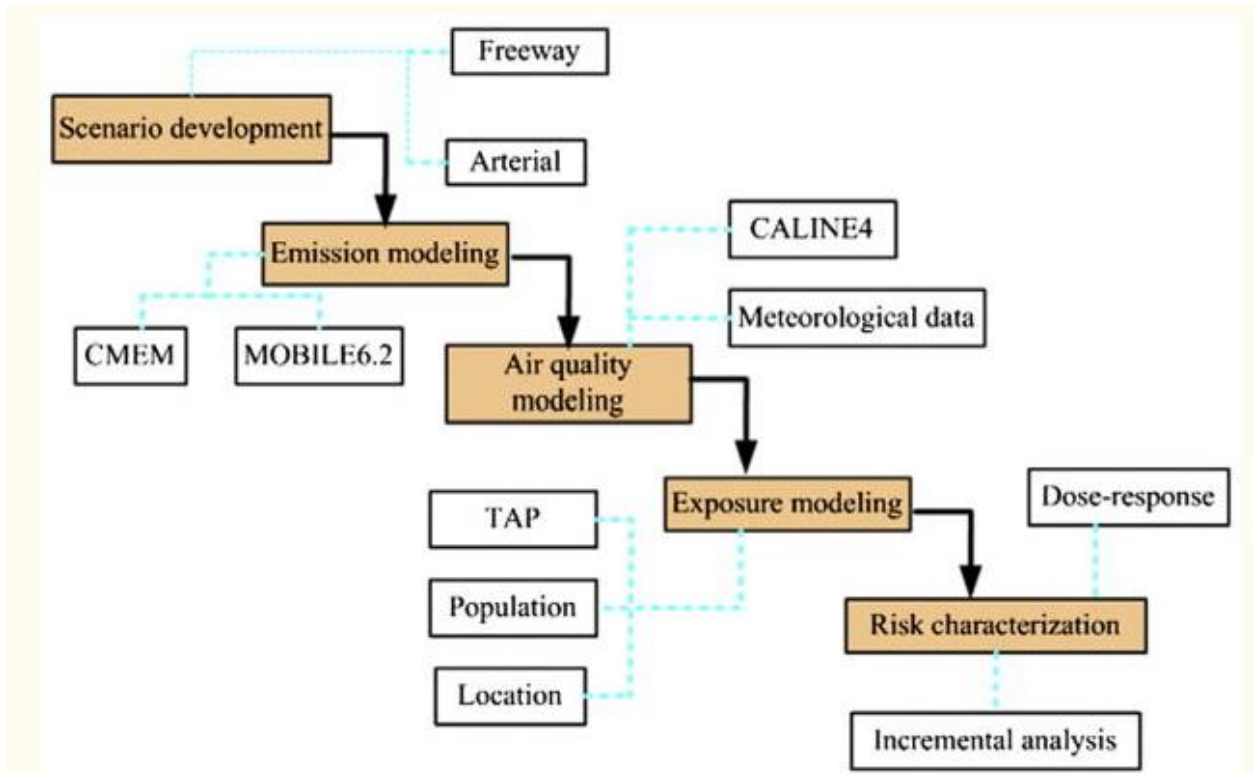 Freeway
Scenario development
Arterial
CALINE4
Emission modeling
Meteorological data
CMEM
MOBILE6.2
Air quality
modeling
Dose-response
TAP
Exposure modeling
Population
Risk characterization
Location
Incremental analysis